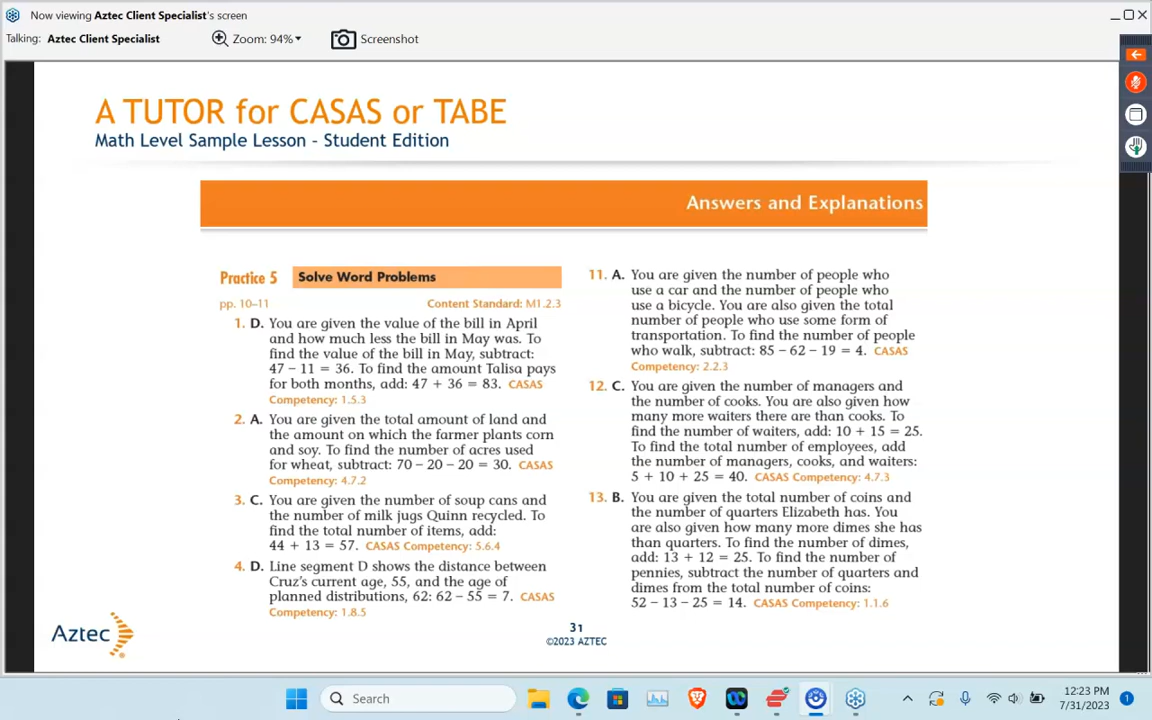 Now viewing Aztec Client Specialist's screen
Talking: Aztec Client Specialist
Zoom: 94%
Screenshot
A TUTOR for CASAS or TABE
Math Level Sample Lesson - Student Edition
Answers and Explanations
Practice 5 Solve Word Problems
pp. 10–11 Content Standard: M1.2.3
1. D. You are given the value of the bill in April
and how much less the bill in May was. To
find the value of the bill in May, subtract:
47 – 11 = 36. To find the amount Talisa pays
for both months, add: 47 + 36 = 83. CASAS
Competency: 1.5.3
2. A. You are given the total amount of land and
the amount on which the farmer plants corn
and soy. To find the number of acres used
for wheat, subtract: 70 – 20 – 20 = 30. CASAS
Competency: 4.7.2
3. C. You are given the number of soup cans and
the number of milk jugs Quinn recycled. To
find the total number of items, add:
44 + 13 = 57. CASAS Competency: 5.6.4
4. D. Line segment D shows the distance between
Cruz's current age, 55, and the age of
planned distributions, 62: 62 – 55 = 7. CASAS
Competency: 1.8.5
11. A. You are given the number of people who
use a car and the number of people who
use a bicycle. You are also given the total
number of people who use some form of
transportation. To find the number of people
who walk, subtract: 85 – 62 – 19 = 4. CASAS
Competency: 2.2.3
12. C. You are given the number of managers and
the number of cooks. You are also given how
many more waiters there are than cooks. To
find the number of waiters, add: 10 + 15 = 25.
To find the total number of employees, add
the number of managers, cooks, and waiters:
5 + 10 + 25 = 40. CASAS Competency: 4.7.3
13. B. You are given the total number of coins and
the number of quarters Elizabeth has. You
are also given how many more dimes she has
than quarters. To find the number of dimes,
add: 13 + 12 = 25. To find the number of
pennies, subtract the number of quarters and
dimes from the total number of coins:
52 – 13 – 25 = 14. CASAS Competency: 1.1.6
Aztec
31
©2023 AZTEC
Search
12:23 PM
7/31/2023
1